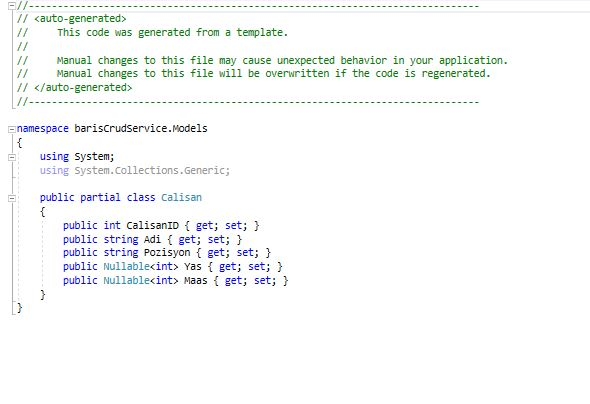 //------------------------------------------------------------------------------
// <auto-generated>
//     This code was generated from a template.
//
//     Manual changes to this file may cause unexpected behavior in your application.
//     Manual changes to this file will be overwritten if the code is regenerated.
// </auto-generated>
//------------------------------------------------------------------------------
namespace barisCrudService.Models
{
    using System;
    using System.Collections.Generic;
    public partial class Calisan
    {
        public int CalisanID { get; set; }
        public string Adi { get; set; }
        public string Pozisyon { get; set; }
        public Nullable<int> Yas { get; set; }
        public Nullable<int> Maas { get; set; }
    }
}